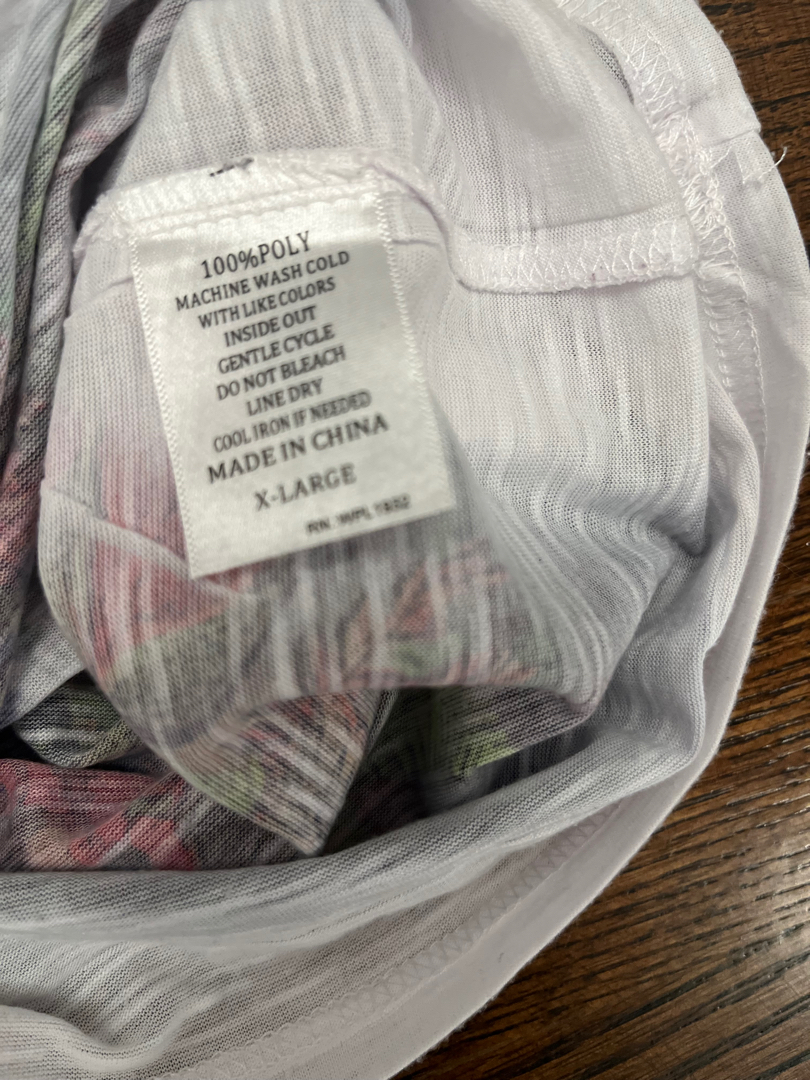 100%POLY
MACHINE WASH COLD
WITH LIKE COLORS
INSIDE OUT
GENTLE CYCLE
DO NOT BLEACH
LINE DRY
COOL IRON IF NEEDED
MADE IN CHINA
X-LARGE
RN: